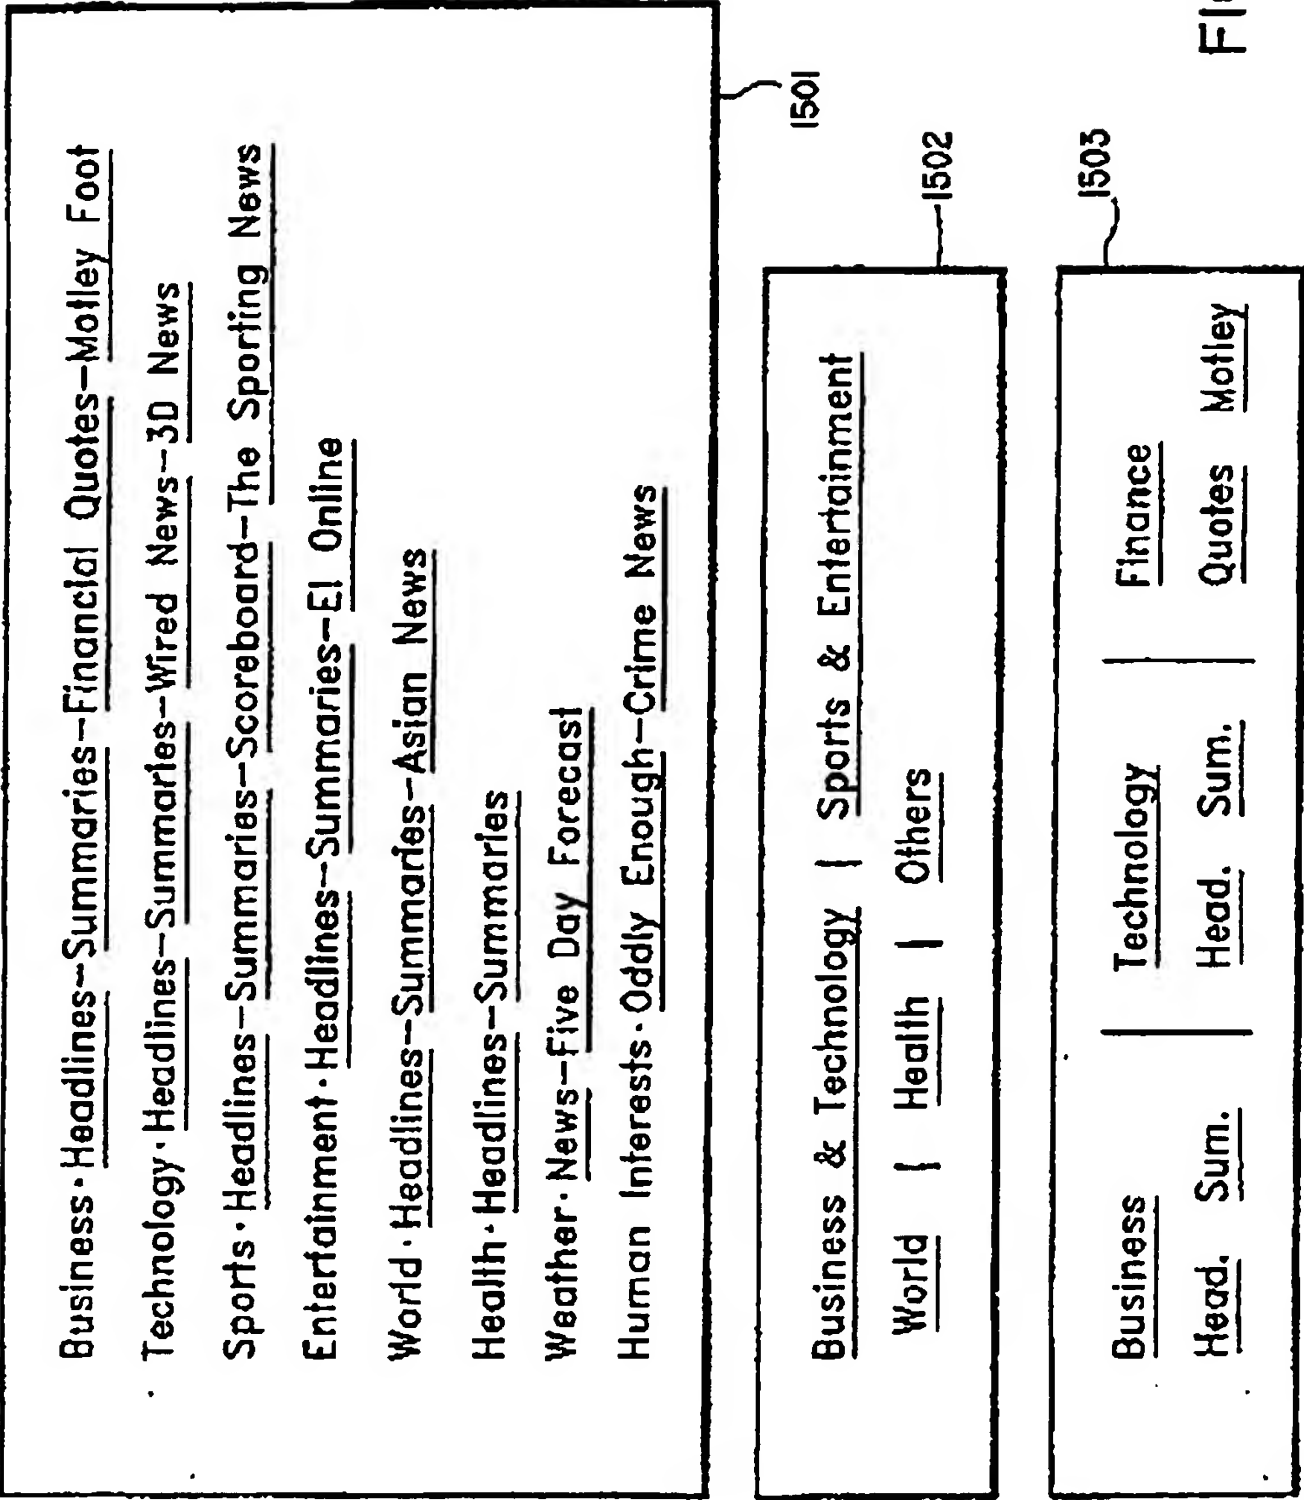 Business·Headlines–Summaries–Financial Quotes–Motley Foot
Technology·Headlines–Summaries–Wired News–3D News
Sports·Headlines–Summaries–Scoreboard–The Sporting News
Entertainment·Headlines–Summaries–E! Online
World·Headlines–Summaries–Asian News
Health·Headlines–Summaries
Weather·News–Five Day Forecast
Human Interests·Oddly Enough–Crime News
1501
Business & Technology | Sports & Entertainment
World | Health | Others
1502
Business | Technology | Finance
Head. Sum. | Head. Sum. | Quotes Motley
1503